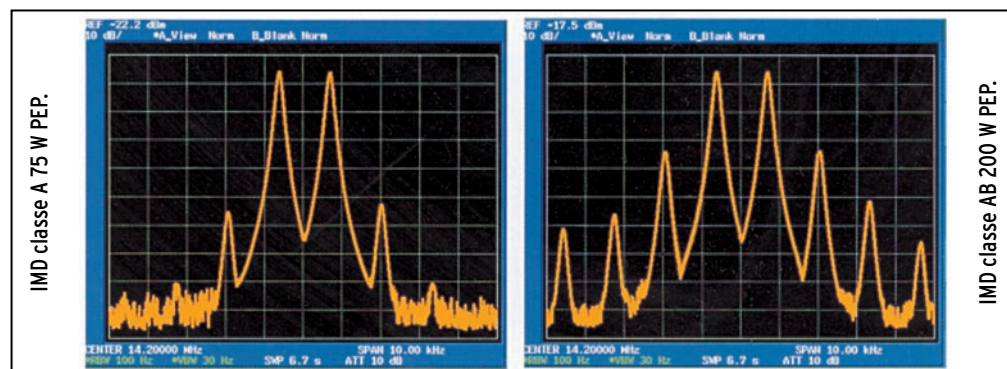 IMD classe A 75 W PEP.
REF -22.2 dBm
10 dB/ *A_View Norm B_Blank Norm
CENTER 14.20000 MHz SPAN 10.00 kHz
*RBW 100 Hz *VBW 30 Hz SWP 6.7 s ATT 10 dB
REF -17.5 dBm
10 dB/ *A_View Norm B_Blank Norm
CENTER 14.20000 MHz SPAN 10.00 kHz
*RBW 100 Hz *VBW 30 Hz SWP 6.7 s ATT 10 dB
IMD classe AB 200 W PEP.